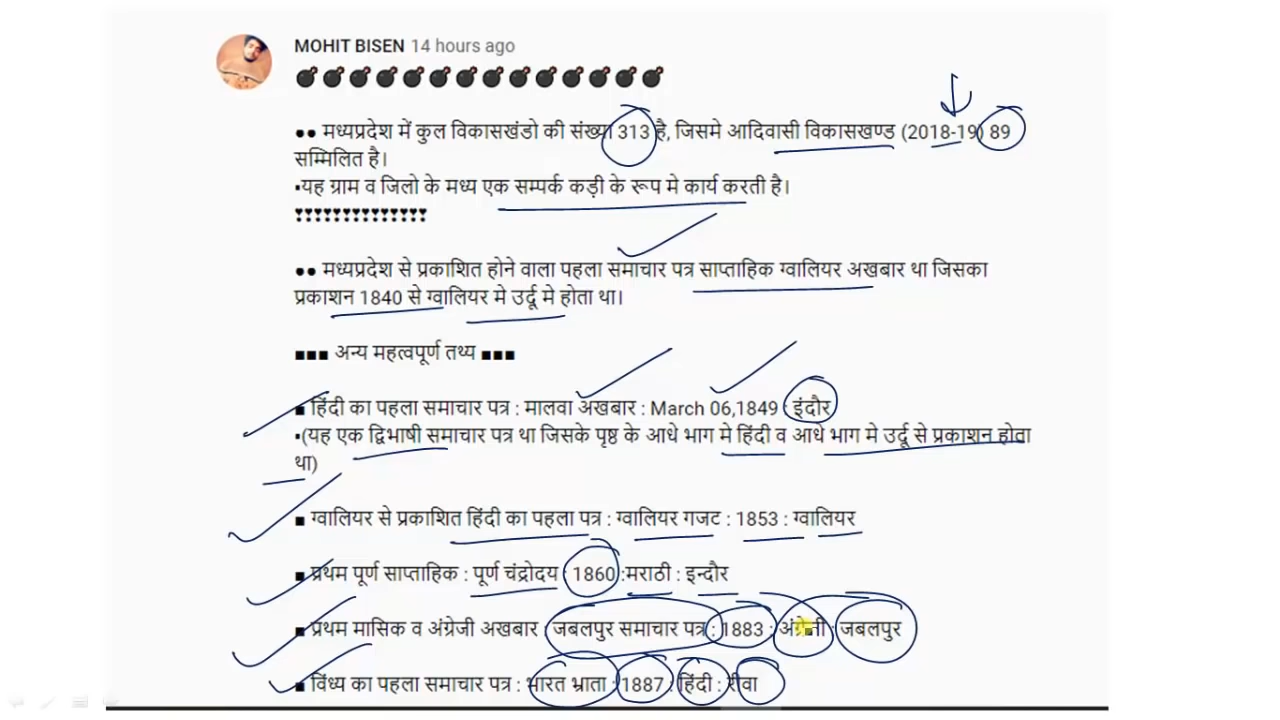 MOHIT BISEN 14 hours ago
💣💣💣💣💣💣💣💣💣💣💣💣💣💣
●● मध्यप्रदेश में कुल विकासखंडो की संख्या 313 है, जिसमे आदिवासी विकासखण्ड (2018-19) 89
सम्मिलित है।
▪यह ग्राम व जिलो के मध्य एक सम्पर्क कड़ी के रूप मे कार्य करती है।
❣❣❣❣❣❣❣❣❣❣❣❣❣❣
●● मध्यप्रदेश से प्रकाशित होने वाला पहला समाचार पत्र साप्ताहिक ग्वालियर अखबार था जिसका
प्रकाशन 1840 से ग्वालियर मे उर्दू मे होता था।
■■■ अन्य महत्वपूर्ण तथ्य ■■■
■ हिंदी का पहला समाचार पत्र : मालवा अखबार : March 06,1849 : इंदौर
▪(यह एक द्विभाषी समाचार पत्र था जिसके पृष्ठ के आधे भाग मे हिंदी व आधे भाग मे उर्दू से प्रकाशन होता
था)
■ ग्वालियर से प्रकाशित हिंदी का पहला पत्र : ग्वालियर गजट : 1853 : ग्वालियर
■ प्रथम पूर्ण साप्ताहिक : पूर्ण चंद्रोदय : 1860 :मराठी : इन्दौर
■ प्रथम मासिक व अंग्रेजी अखबार : जबलपुर समाचार पत्र : 1883 : अंग्रेजी : जबलपुर
■ विंध्य का पहला समाचार पत्र : भारत भ्राता : 1887 : हिंदी : रीवा